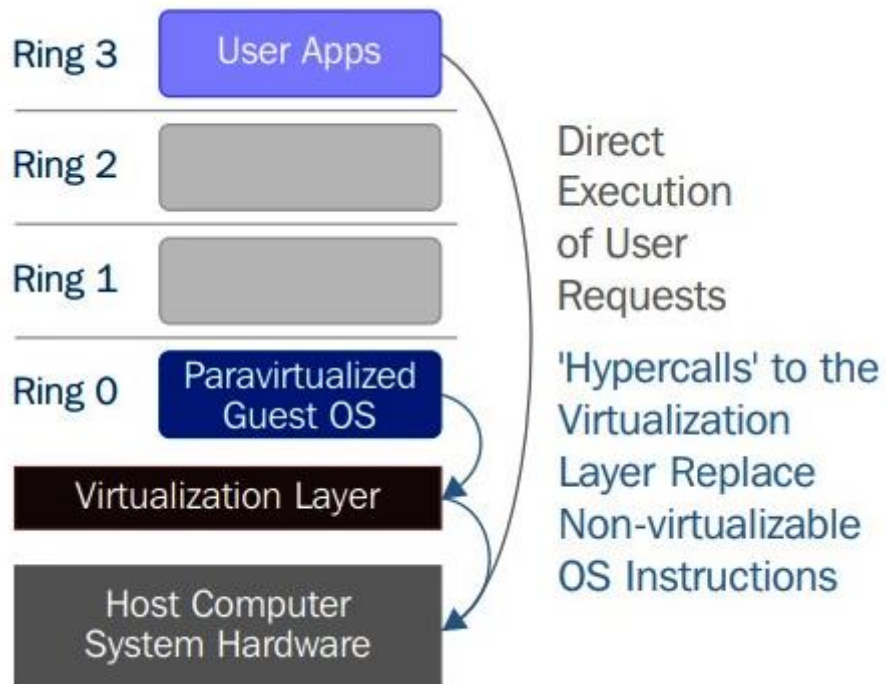 Ring 3
User Apps
Ring 2
Ring 1
Ring 0
Paravirtualized
Guest OS
Virtualization Layer
Host Computer
System Hardware
Direct
Execution
of User
Requests
'Hypercalls' to the
Virtualization
Layer Replace
Non-virtualizable
OS Instructions